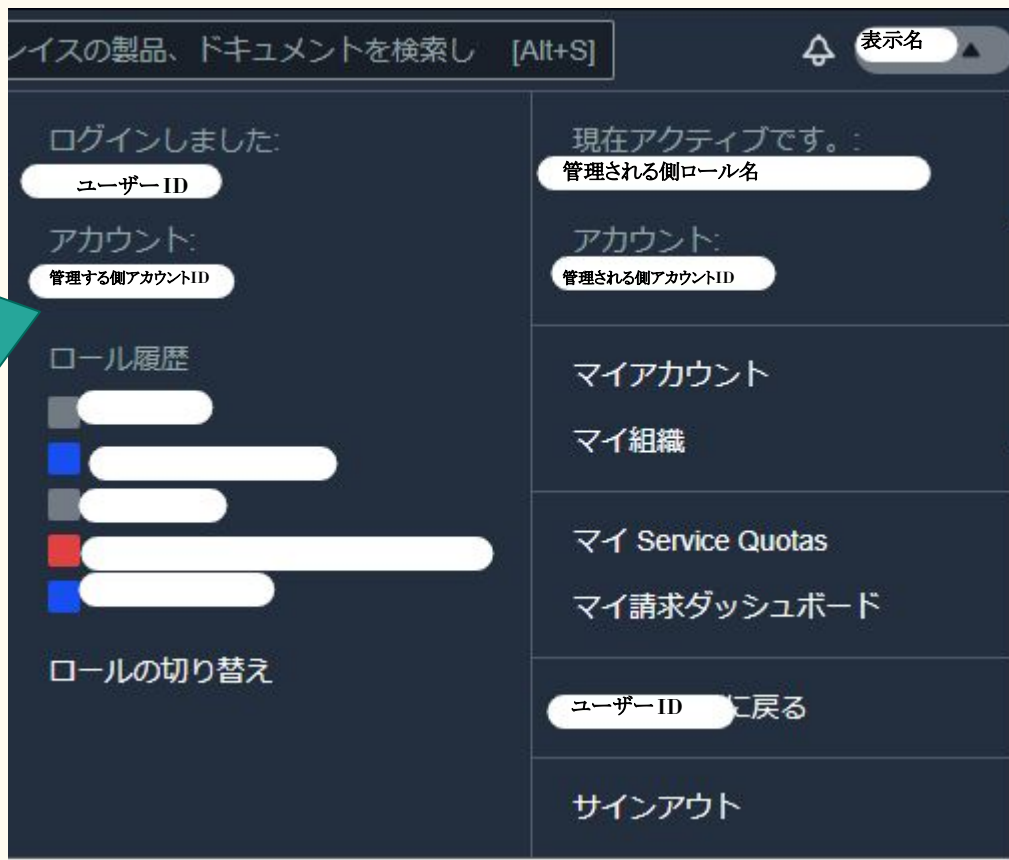 レイスの製品、ドキュメントを検索し [Alt+S]
表示名
ログインしました:
ユーザー ID
アカウント:
管理する側アカウントID
ロール履歴
ロールの切り替え
現在アクティブです。:
管理される側ロール名
アカウント:
管理される側アカウントID
マイアカウント
マイ組織
マイ Service Quotas
マイ請求ダッシュボード
ユーザー ID に戻る
サインアウト